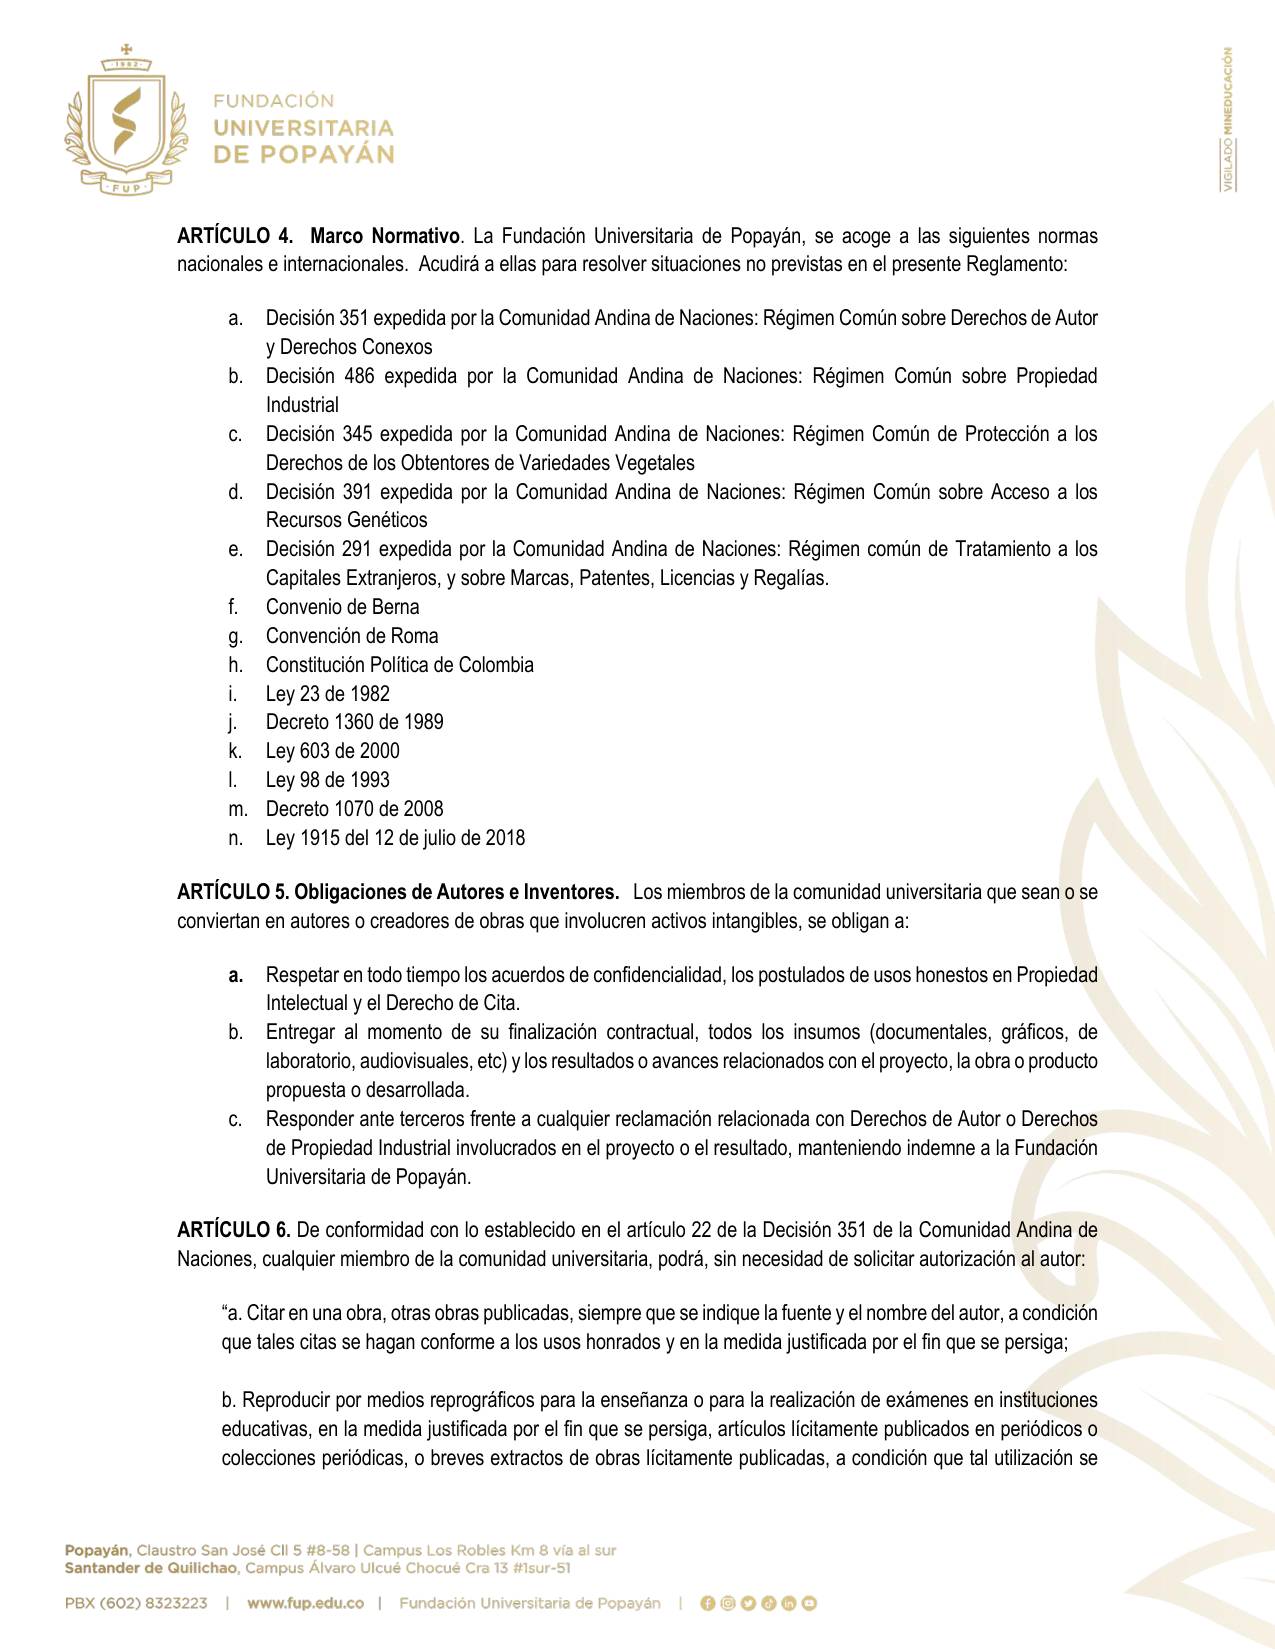 1982
FUP
FUNDACIÓN
UNIVERSITARIA
DE POPAYÁN
VIGILADO MINEDUCACIÓN
ARTÍCULO 4. Marco Normativo. La Fundación Universitaria de Popayán, se acoge a las siguientes normas
nacionales e internacionales. Acudirá a ellas para resolver situaciones no previstas en el presente Reglamento:
a. Decisión 351 expedida por la Comunidad Andina de Naciones: Régimen Común sobre Derechos de Autor
y Derechos Conexos
b. Decisión 486 expedida por la Comunidad Andina de Naciones: Régimen Común sobre Propiedad
Industrial
c. Decisión 345 expedida por la Comunidad Andina de Naciones: Régimen Común de Protección a los
Derechos de los Obtentores de Variedades Vegetales
d. Decisión 391 expedida por la Comunidad Andina de Naciones: Régimen Común sobre Acceso a los
Recursos Genéticos
e. Decisión 291 expedida por la Comunidad Andina de Naciones: Régimen común de Tratamiento a los
Capitales Extranjeros, y sobre Marcas, Patentes, Licencias y Regalías.
f. Convenio de Berna
g. Convención de Roma
h. Constitución Política de Colombia
i. Ley 23 de 1982
j. Decreto 1360 de 1989
k. Ley 603 de 2000
l. Ley 98 de 1993
m. Decreto 1070 de 2008
n. Ley 1915 del 12 de julio de 2018
ARTÍCULO 5. Obligaciones de Autores e Inventores. Los miembros de la comunidad universitaria que sean o se
conviertan en autores o creadores de obras que involucren activos intangibles, se obligan a:
a. Respetar en todo tiempo los acuerdos de confidencialidad, los postulados de usos honestos en Propiedad
Intelectual y el Derecho de Cita.
b. Entregar al momento de su finalización contractual, todos los insumos (documentales, gráficos, de
laboratorio, audiovisuales, etc) y los resultados o avances relacionados con el proyecto, la obra o producto
propuesta o desarrollada.
c. Responder ante terceros frente a cualquier reclamación relacionada con Derechos de Autor o Derechos
de Propiedad Industrial involucrados en el proyecto o el resultado, manteniendo indemne a la Fundación
Universitaria de Popayán.
ARTÍCULO 6. De conformidad con lo establecido en el artículo 22 de la Decisión 351 de la Comunidad Andina de
Naciones, cualquier miembro de la comunidad universitaria, podrá, sin necesidad de solicitar autorización al autor:
“a. Citar en una obra, otras obras publicadas, siempre que se indique la fuente y el nombre del autor, a condición
que tales citas se hagan conforme a los usos honrados y en la medida justificada por el fin que se persiga;
b. Reproducir por medios reprográficos para la enseñanza o para la realización de exámenes en instituciones
educativas, en la medida justificada por el fin que se persiga, artículos lícitamente publicados en periódicos o
colecciones periódicas, o breves extractos de obras lícitamente publicadas, a condición que tal utilización se
Popayán, Claustro San José Cll 5 #8-58 | Campus Los Robles Km 8 vía al sur
Santander de Quilichao, Campus Álvaro Ulcué Chocué Cra 13 #1sur-51
PBX (602) 8323223 | www.fup.edu.co | Fundación Universitaria de Popayán |